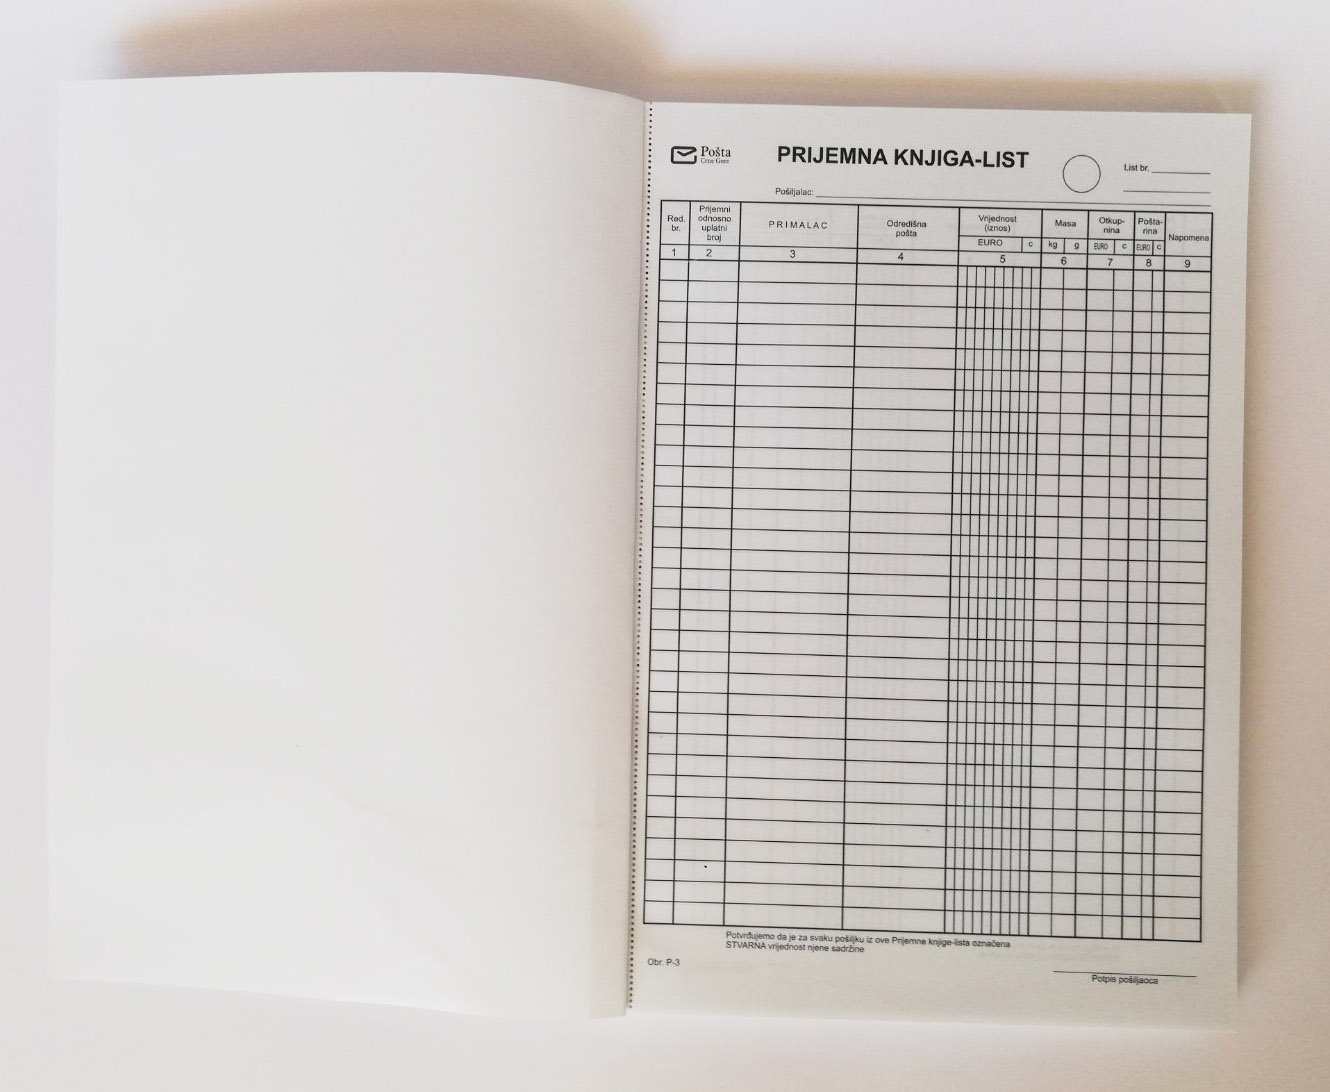 Pošta
Crne Gore
PRIJEMNA KNJIGA-LIST
List br.
Pošiljalac:
Red. br.
Prijemni odnosno uplatni broj
PRIMALAC
Odredišna pošta
Vrijednost (iznos)
Masa
Otkup-nina
Pošta-rina
Napomena
EURO c kg g EURO c EURO c
1 2 3 4 5 6 7 8 9
Potvrđujemo da je za svaku pošiljku iz ove Prijemne knjige-lista označena
STVARNA vrijednost njene sadržine
Obr. P-3
Potpis pošiljaoca